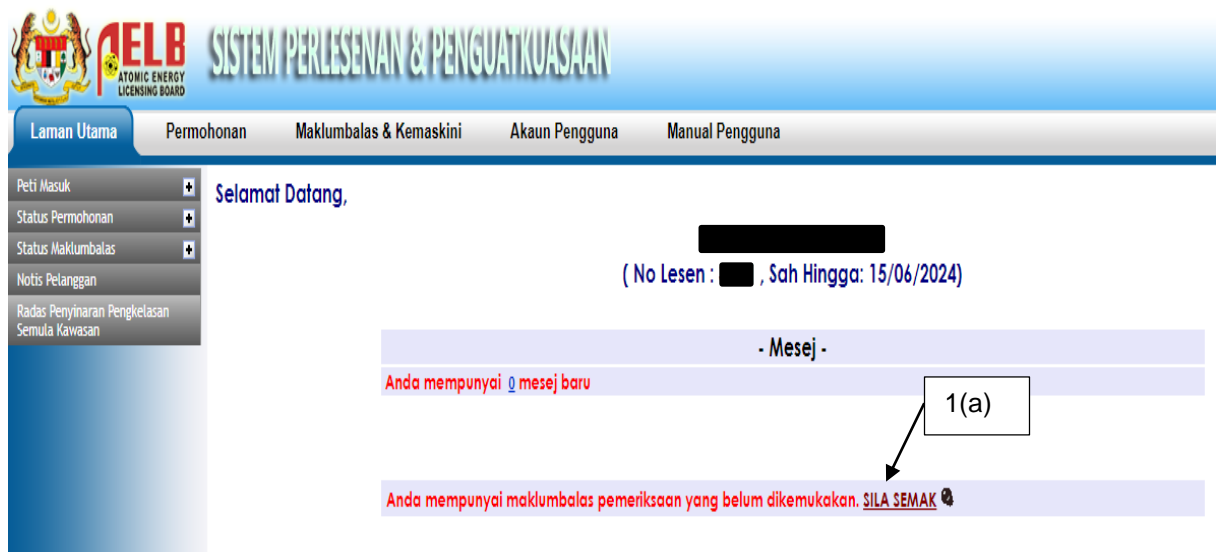 AELB
ATOMIC ENERGY
LICENSING BOARD
SISTEM PERLESENAN & PENGUATKUASAAN
Laman Utama Permohonan Maklumbalas & Kemaskini Akaun Pengguna Manual Pengguna
Peti Masuk
Status Permohonan
Status Maklumbalas
Notis Pelanggan
Radas Penyinaran Pengkelasan
Semula Kawasan
Selamat Datang,
( No Lesen : , Sah Hingga: 15/06/2024)
- Mesej -
Anda mempunyai 0 mesej baru
1(a)
Anda mempunyai maklumbalas pemeriksaan yang belum dikemukakan. SILA SEMAK